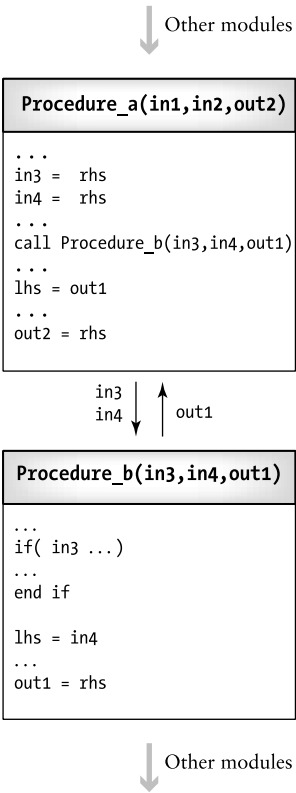 Other modules
Procedure_a(in1,in2,out2)
...
in3 = rhs
in4 = rhs
...
call Procedure_b(in3,in4,out1)
...
lhs = out1
...
out2 = rhs
in3
in4
out1
Procedure_b(in3,in4,out1)
...
if( in3 ...)
...
end if
lhs = in4
...
out1 = rhs
Other modules